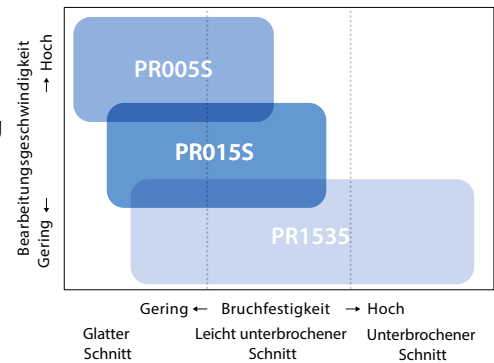 Bearbeitungsgeschwindigkeit
Gering ← → Hoch
PR005S
PR015S
PR1535
Gering ← Bruchfestigkeit → Hoch
Glatter Schnitt
Leicht unterbrochener Schnitt
Unterbrochener Schnitt